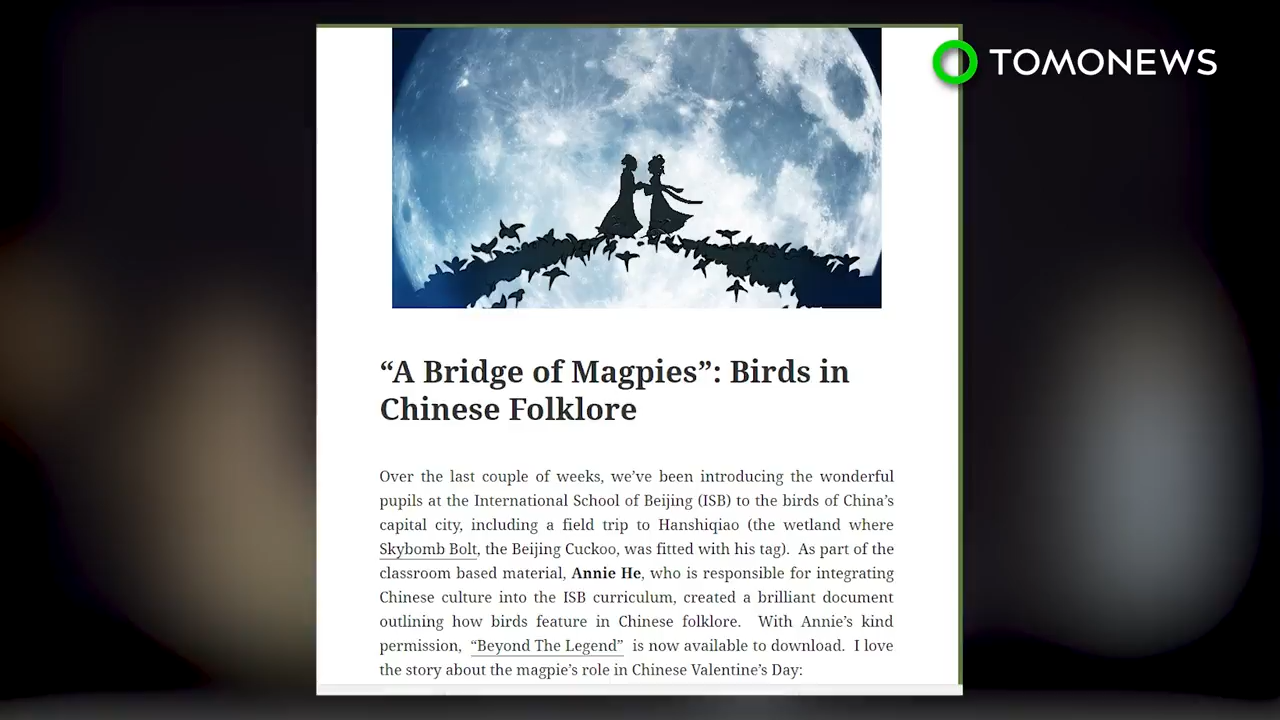 TOMONEWS
“A Bridge of Magpies”: Birds in
Chinese Folklore
Over the last couple of weeks, we’ve been introducing the wonderful
pupils at the International School of Beijing (ISB) to the birds of China’s
capital city, including a field trip to Hanshiqiao (the wetland where
Skybomb Bolt, the Beijing Cuckoo, was fitted with his tag).  As part of the
classroom based material, Annie He, who is responsible for integrating
Chinese culture into the ISB curriculum, created a brilliant document
outlining how birds feature in Chinese folklore.  With Annie’s kind
permission,  “Beyond The Legend”  is now available to download.  I love
the story about the magpie’s role in Chinese Valentine’s Day: